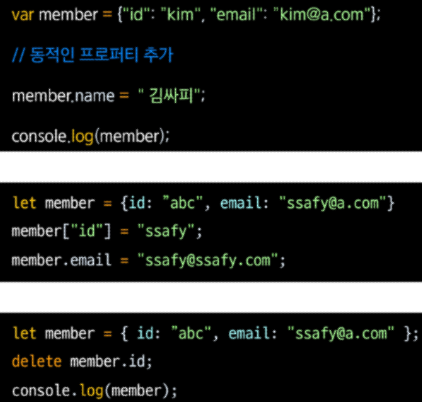 var member = {"id": "kim", "email": "kim@a.com"};
// 동적인 프로퍼티 추가
member.name = " 김싸피";
console.log(member);
let member = {id: ”abc", email: "ssafy@a.com"}
member["id"] = "ssafy";
member.email = "ssafy@ssafy.com";
let member = { id: ”abc", email: "ssafy@a.com" };
delete member.id;
console.log(member);